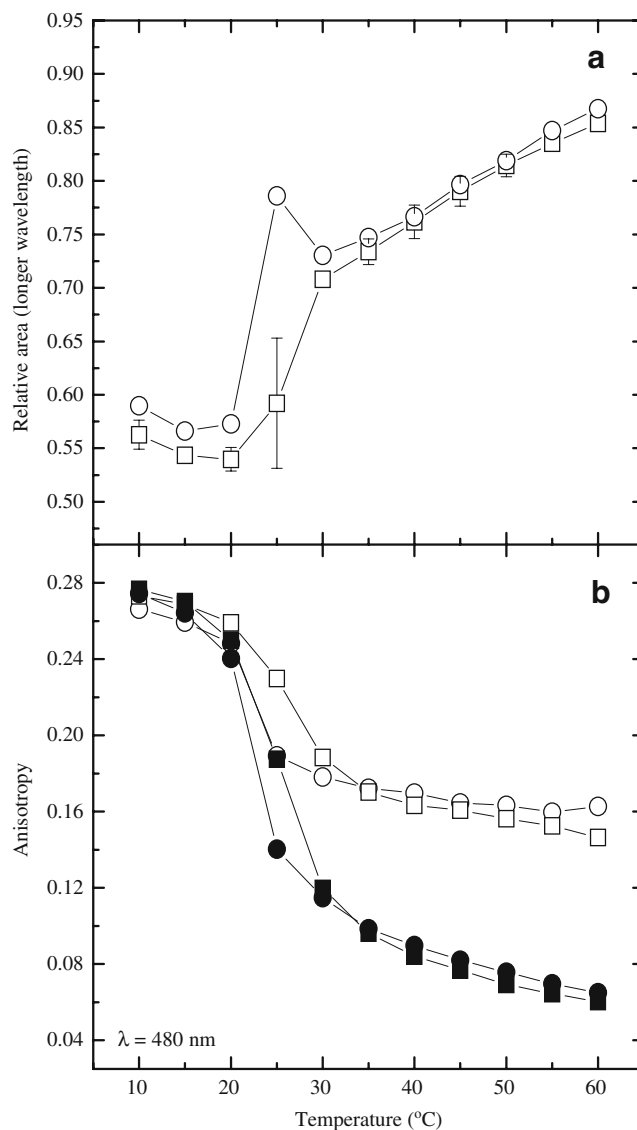 a
0.95
0.90
0.85
0.80
0.75
0.70
0.65
0.60
0.55
0.50
Relative area (longer wavelength)
b
0.28
0.24
0.20
0.16
0.12
0.08
0.04
Anisotropy
λ = 480 nm
10 20 30 40 50 60
Temperature (°C)